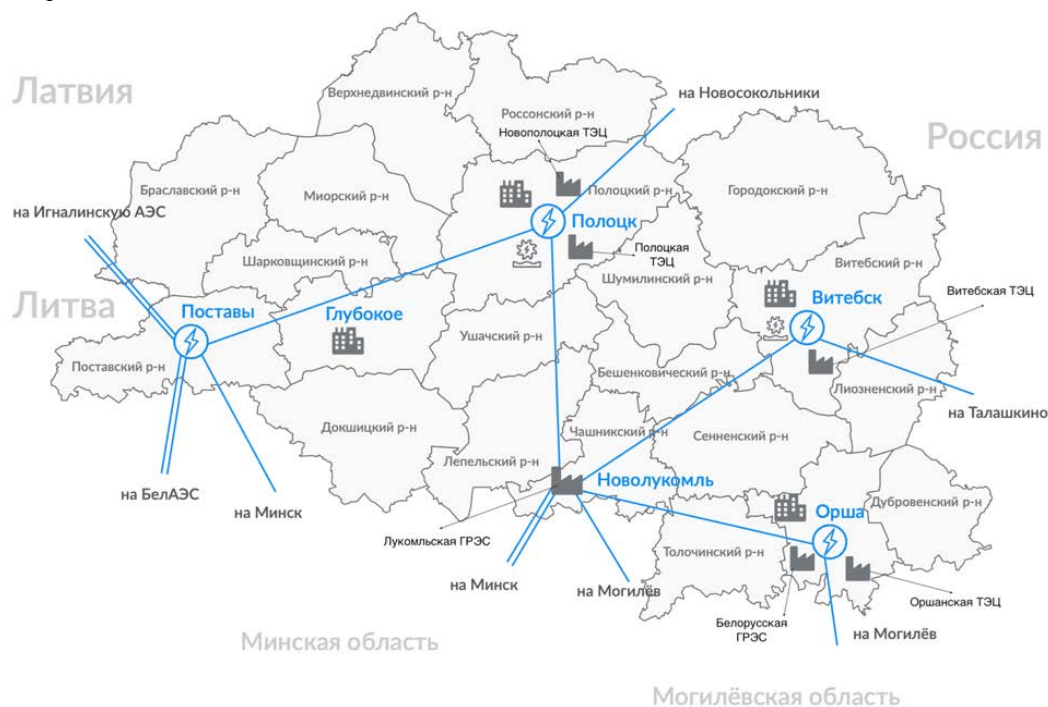 Латвия
Верхнедвинский р-н
на Новосокольники
Россонский р-н
Новополоцкая ТЭЦ
Россия
Браславский р-н
Миорский р-н
Полоцкий р-н
Городокский р-н
на Игналинскую АЭС
Полоцк
Шарковщинский р-н
Полоцкая
ТЭЦ
Витебский р-н
Шумилинский р-н
Витебская ТЭЦ
Литва
Поставы
Глубокое
Витебск
Ушачский р-н
Поставский р-н
Бешенковический р-н
Лиозненский р-н
на Талашкино
Докшицкий р-н
Чашникский р-н
Сенненский р-н
Лепельский р-н
Новолукомль
на БелАЭС
на Минск
Орша
Дубровенский р-н
Лукомльская ГРЭС
Толочинский р-н
на Минск
на Могилёв
Оршанская ТЭЦ
Белорусская
ГРЭС
на Могилёв
Минская область
Могилёвская область